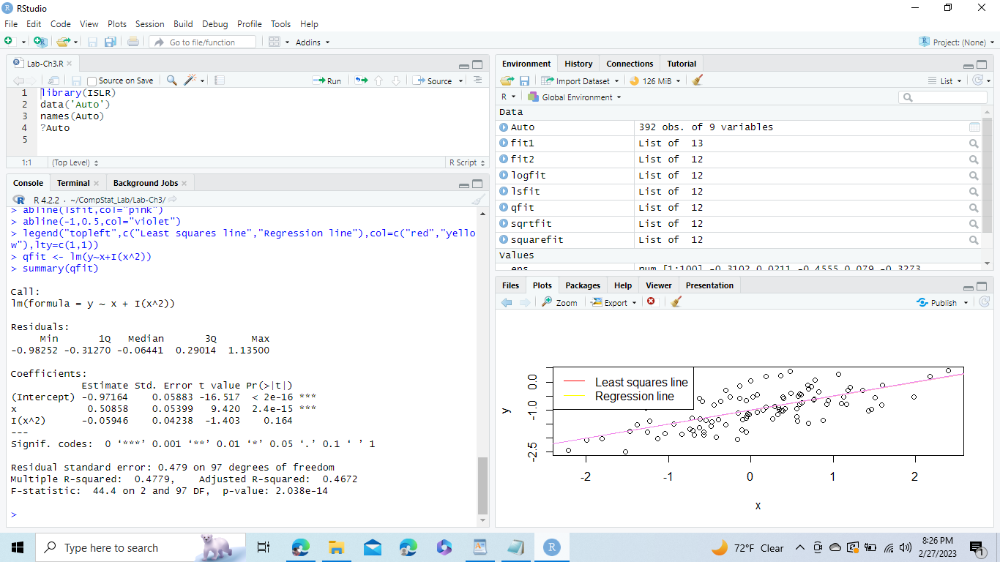 RStudio
File Edit Code View Plots Session Build Debug Profile Tools Help
Go to file/function Addins Project: (None)
Lab-Ch3.R
Source on Save Run Source
1 library(ISLR)
2 data('Auto')
3 names(Auto)
4 ?Auto
5
1:1 (Top Level) R Script
Console Terminal Background Jobs
R 4.2.2 · ~/CompStat_Lab/Lab-Ch3/
> abline(lsfit,col="pink")
> abline(-1,0.5,col="violet")
> legend("topleft",c("Least squares line","Regression line"),col=c("red","yello
w"),lty=c(1,1))
> qfit <- lm(y~x+I(x^2))
> summary(qfit)
Call:
lm(formula = y ~ x + I(x^2))
Residuals:
Min 1Q Median 3Q Max
-0.98252 -0.31270 -0.06441 0.29014 1.13500
Coefficients:
Estimate Std. Error t value Pr(>|t|)
(Intercept) -0.97164 0.05883 -16.517 < 2e-16 ***
x 0.50858 0.05399 9.420 2.4e-15 ***
I(x^2) -0.05946 0.04238 -1.403 0.164
---
Signif. codes: 0 ‘***’ 0.001 ‘**’ 0.01 ‘*’ 0.05 ‘.’ 0.1 ‘ ’ 1
Residual standard error: 0.479 on 97 degrees of freedom
Multiple R-squared: 0.4779, Adjusted R-squared: 0.4672
F-statistic: 44.4 on 2 and 97 DF, p-value: 2.038e-14
>
Environment History Connections Tutorial
Import Dataset 126 MiB List
R Global Environment
Data
Auto 392 obs. of 9 variables
fit1 List of 13
fit2 List of 12
logfit List of 12
lsfit List of 12
qfit List of 12
sqrtfit List of 12
squarefit List of 12
Values
eps num [1:100] -0.3102 0.0211 -0.4555 0.079 -0.3273
Files Plots Packages Help Viewer Presentation
Zoom Export Publish
Least squares line
Regression line
y
0.0
-1.0
-2.5
-2 -1 0 1 2
x
Type here to search
72°F Clear
8:26 PM
2/27/2023
1